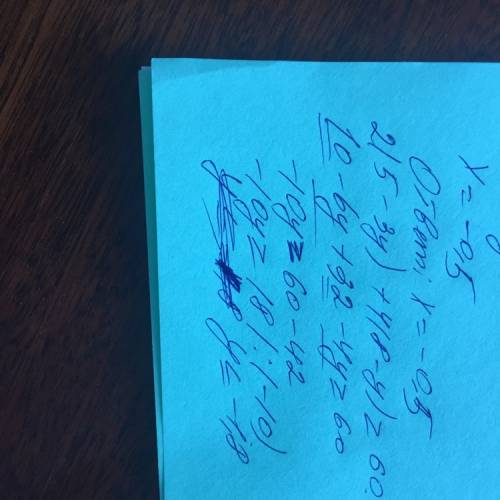 x = -0,5
Ответ: x = -0,5
2(5 - 3y) + 4(8 - y) = 60
10 - 6y + 32 - 4y = 60
-10y = 60 - 42
-10y = 18 | : (-10)
y = -1,8